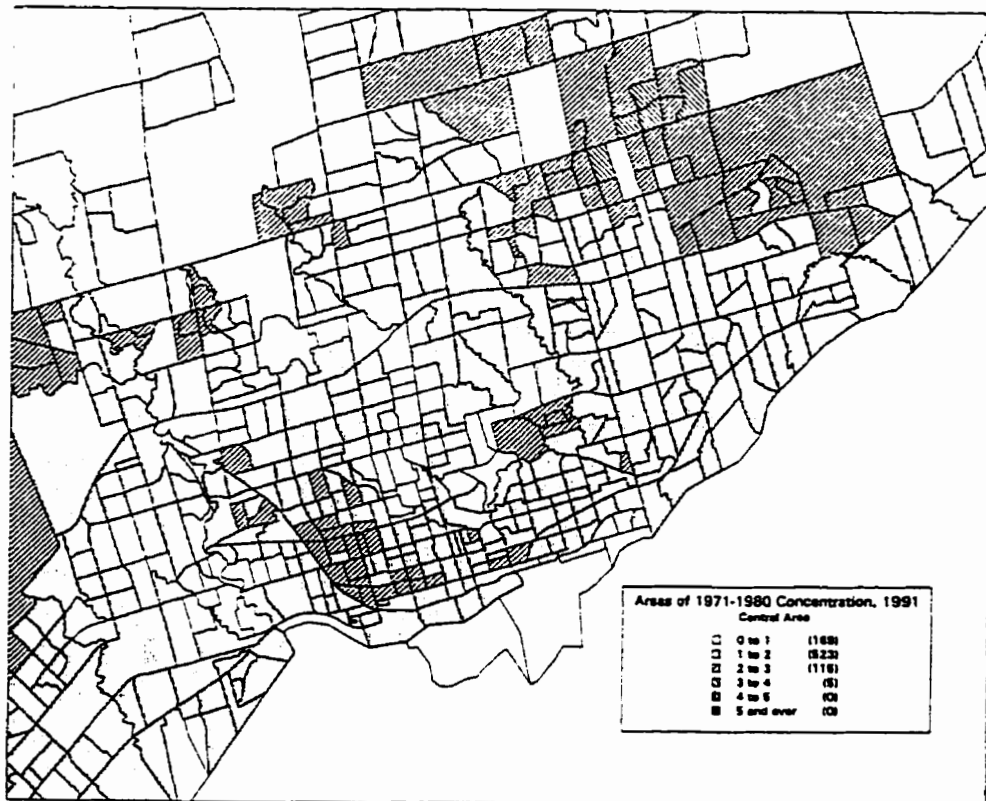 Areas of 1971-1980 Concentration, 1991
Central Area
0 to 1 (168)
1 to 2 (523)
2 to 3 (116)
3 to 4 (5)
4 to 5 (0)
5 and over (0)